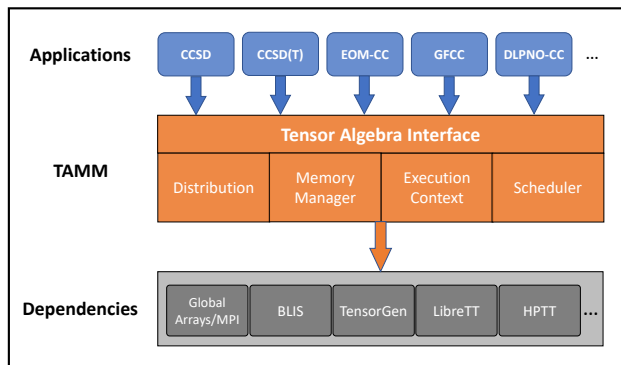 Applications
CCSD
CCSD(T)
EOM-CC
GFCC
DLPNO-CC
...
TAMM
Tensor Algebra Interface
Distribution
Memory
Manager
Execution
Context
Scheduler
Dependencies
Global
Arrays/MPI
BLIS
TensorGen
LibreTT
HPTT
...